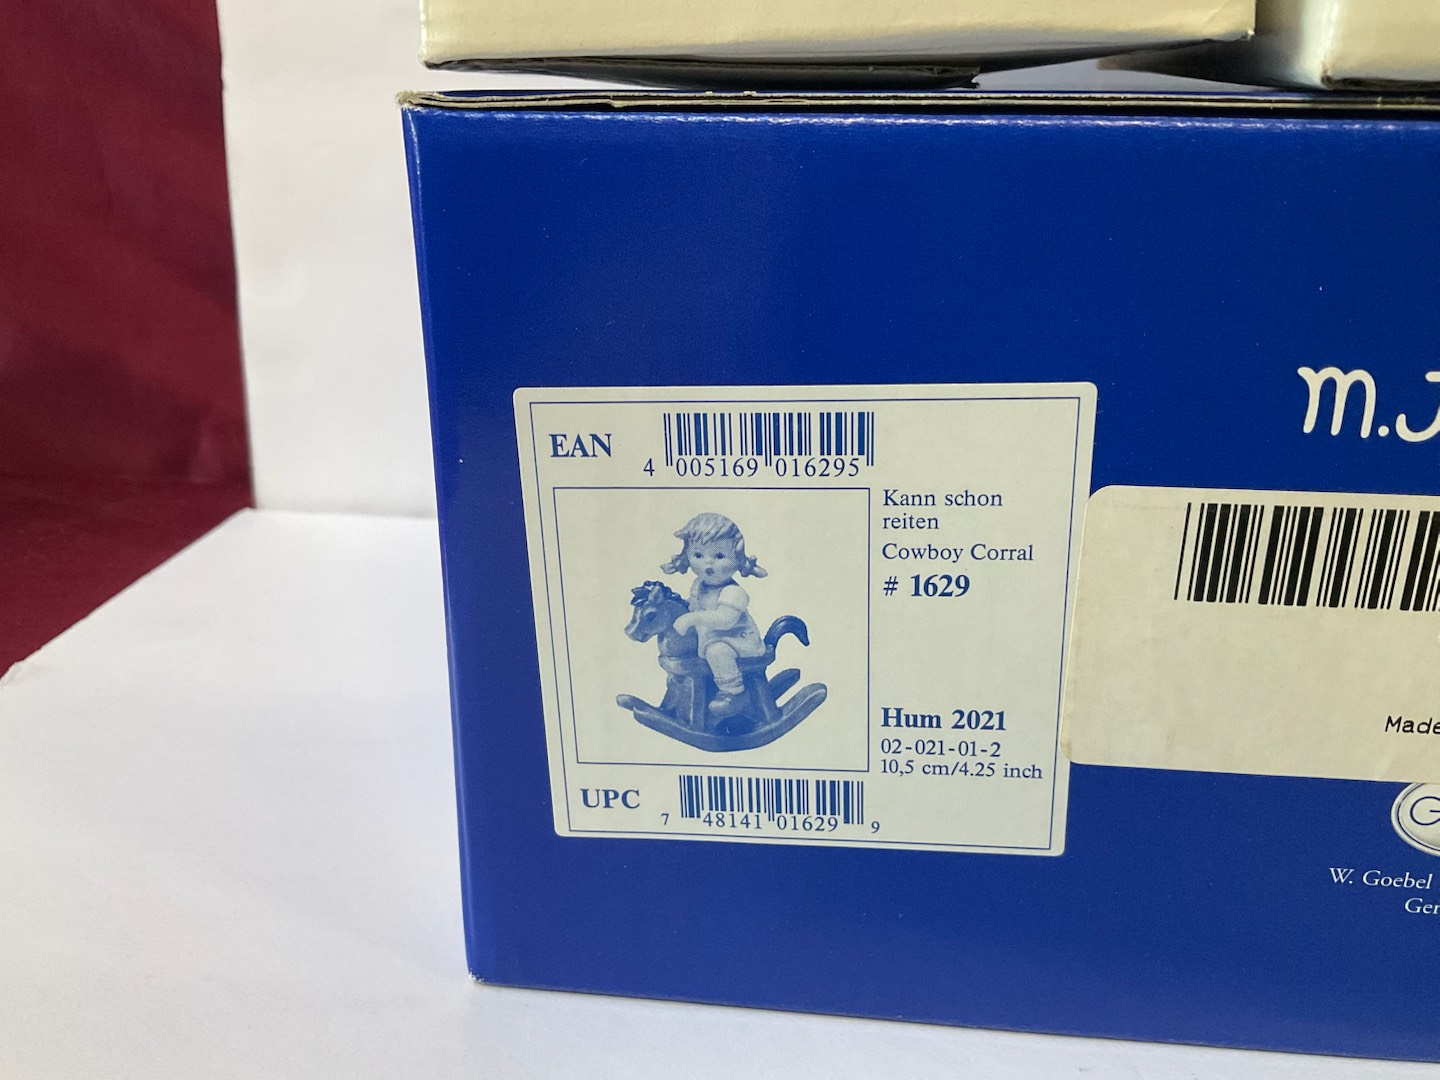 EAN
4 005169 016295
Kann schon
reiten
Cowboy Corral
# 1629
Hum 2021
02-021-01-2
10,5 cm/4.25 inch
UPC
7 48141 01629 9
M.
Made
G
W. Goebel